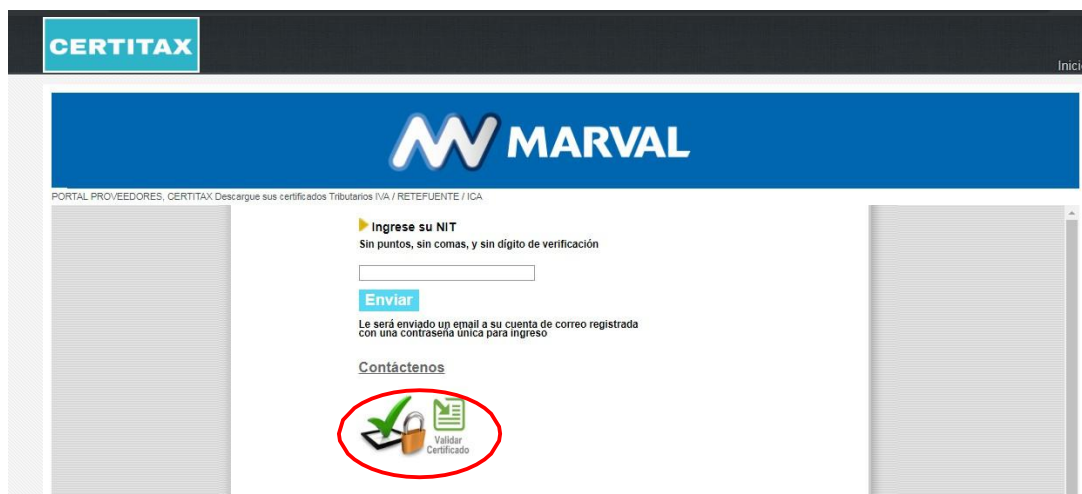 CERTITAX
MARVAL
PORTAL PROVEEDORES, CERTITAX Descargue sus certificados Tributarios IVA / RETEFUENTE / ICA
Ingrese su NIT
Sin puntos, sin comas, y sin dígito de verificación
Enviar
Le será enviado un email a su cuenta de correo registrada
con una contraseña única para ingreso
Contáctenos
Validar
Certificado